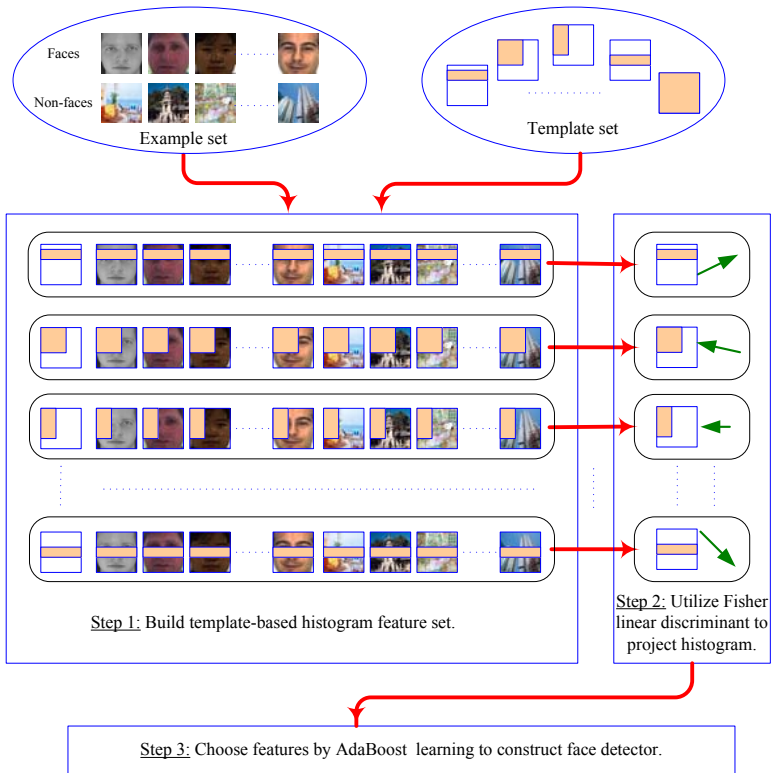 Faces
Non-faces
Example set
Template set
Step 1: Build template-based histogram feature set.
Step 2: Utilize Fisher
linear discriminant to
project histogram.
Step 3: Choose features by AdaBoost learning to construct face detector.